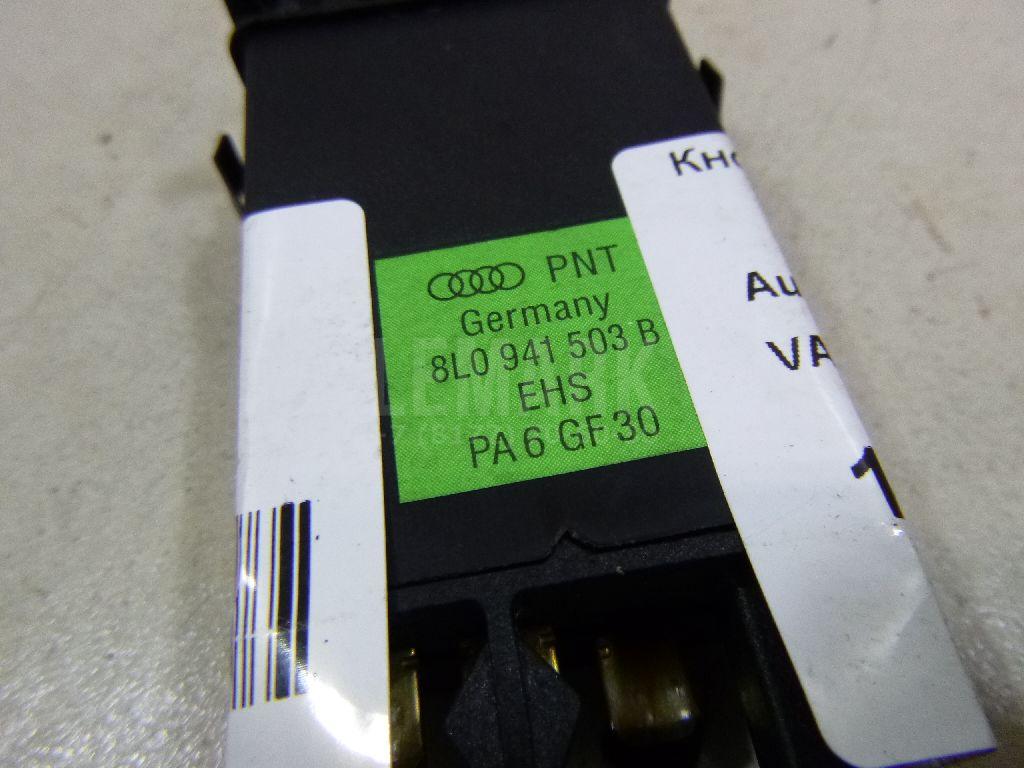 PNT
Germany
8L0 941 503 B
EHS
PA 6 GF 30
Кно
Au
VA
1